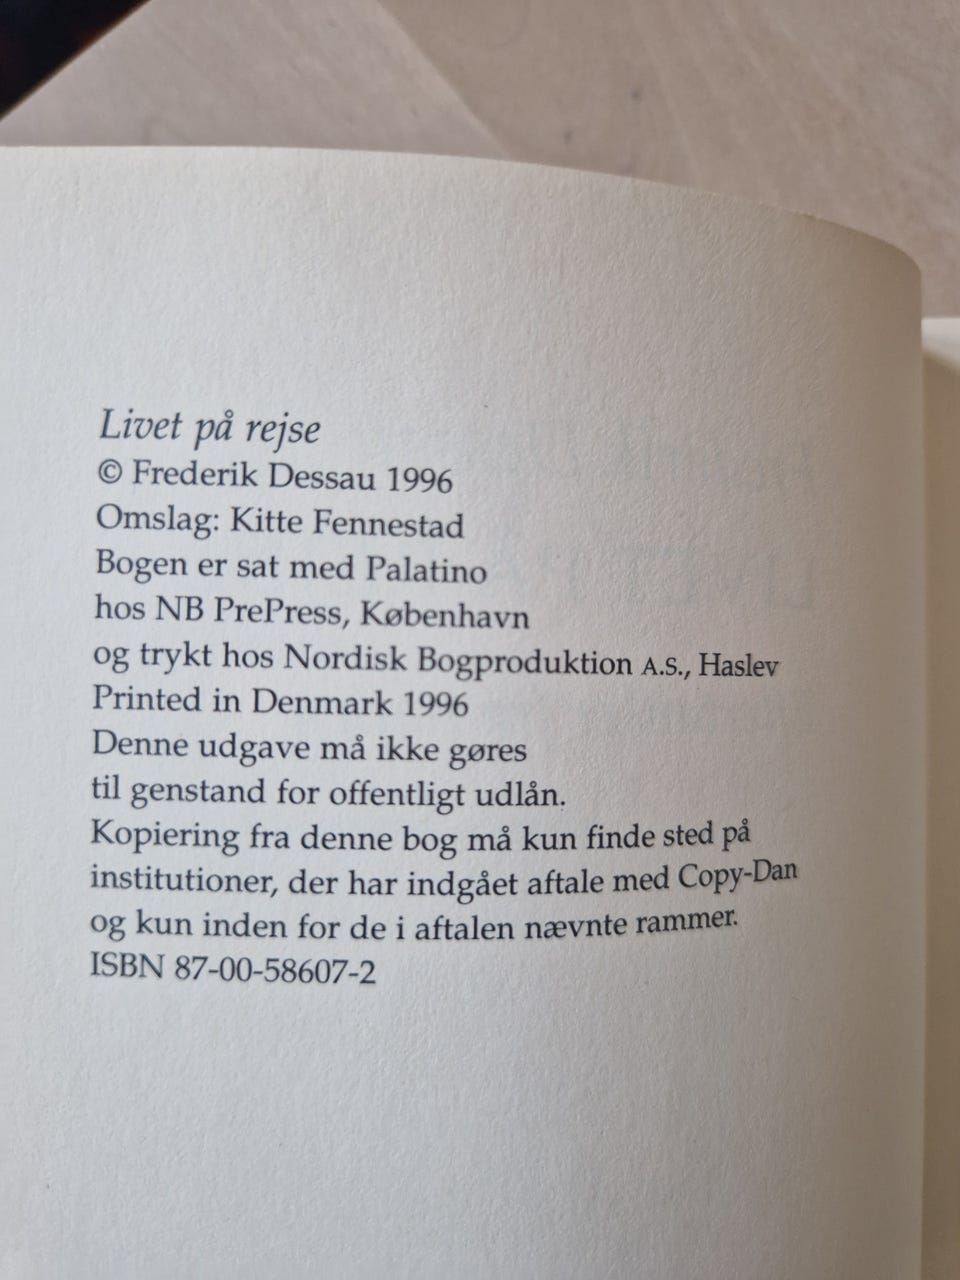 Livet på rejse
© Frederik Dessau 1996
Omslag: Kitte Fennestad
Bogen er sat med Palatino
hos NB PrePress, København
og trykt hos Nordisk Bogproduktion A.S., Haslev
Printed in Denmark 1996
Denne udgave må ikke gøres
til genstand for offentligt udlån.
Kopiering fra denne bog må kun finde sted på
institutioner, der har indgået aftale med Copy-Dan
og kun inden for de i aftalen nævnte rammer.
ISBN 87-00-58607-2